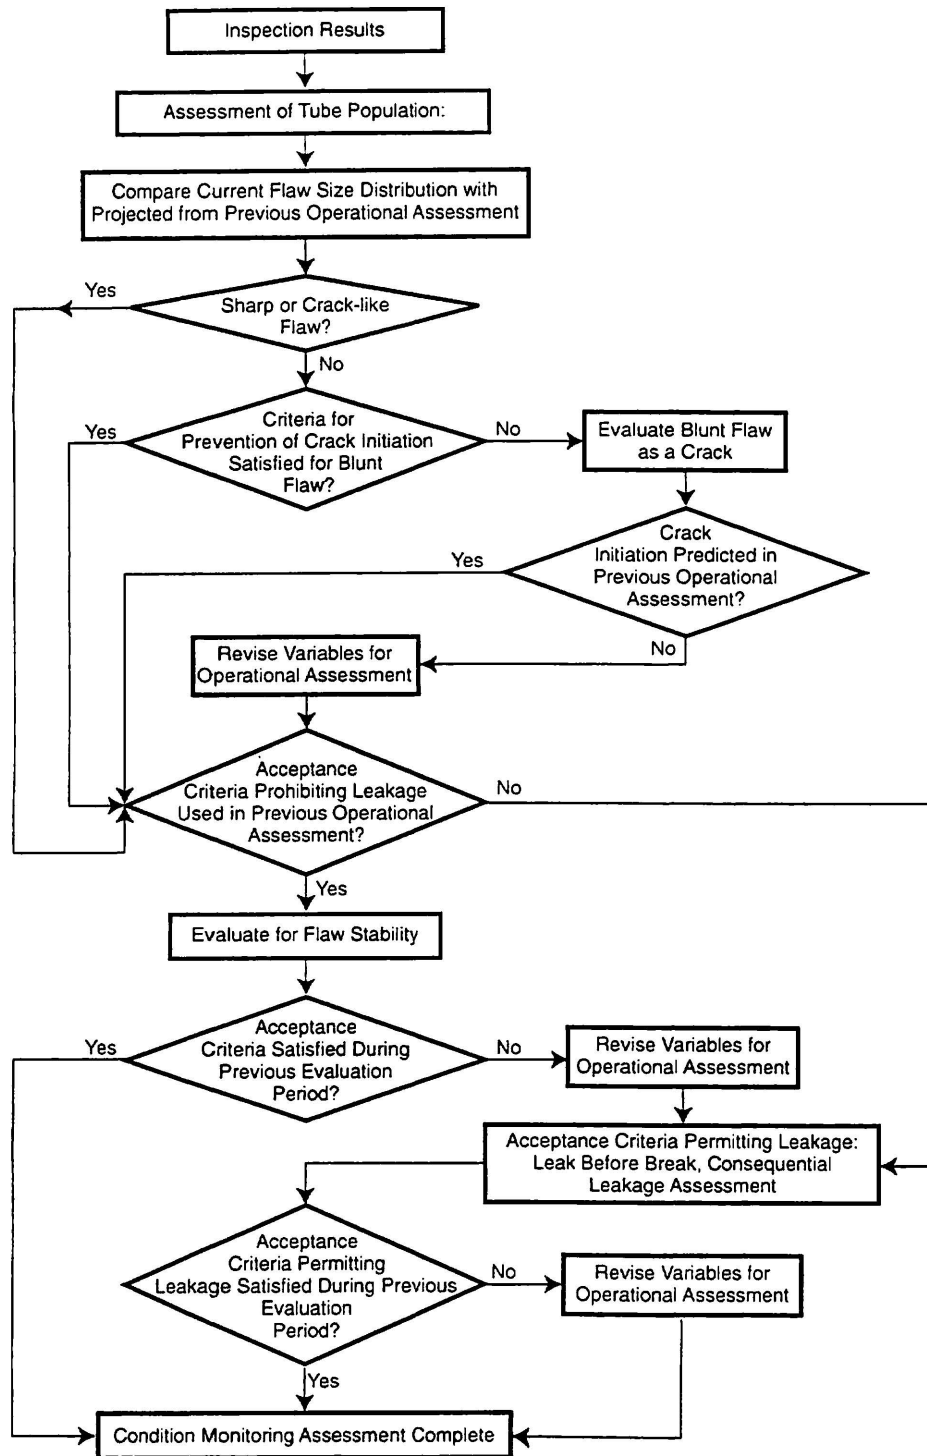 Inspection Results
Assessment of Tube Population:
Compare Current Flaw Size Distribution with
Projected from Previous Operational Assessment
Yes
Sharp or Crack-like
Flaw?
No
Yes
Criteria for
Prevention of Crack Initiation
Satisfied for Blunt
Flaw?
No
Evaluate Blunt Flaw
as a Crack
Yes
Crack
Initiation Predicted in
Previous Operational
Assessment?
No
Revise Variables for
Operational Assessment
Acceptance
Criteria Prohibiting Leakage
Used in Previous Operational
Assessment?
No
Yes
Evaluate for Flaw Stability
Yes
Acceptance
Criteria Satisfied During
Previous Evaluation
Period?
No
Revise Variables for
Operational Assessment
Acceptance Criteria Permitting Leakage:
Leak Before Break, Consequential
Leakage Assessment
Acceptance
Criteria Permitting
Leakage Satisfied During Previous
Evaluation
Period?
No
Revise Variables for
Operational Assessment
Yes
Condition Monitoring Assessment Complete